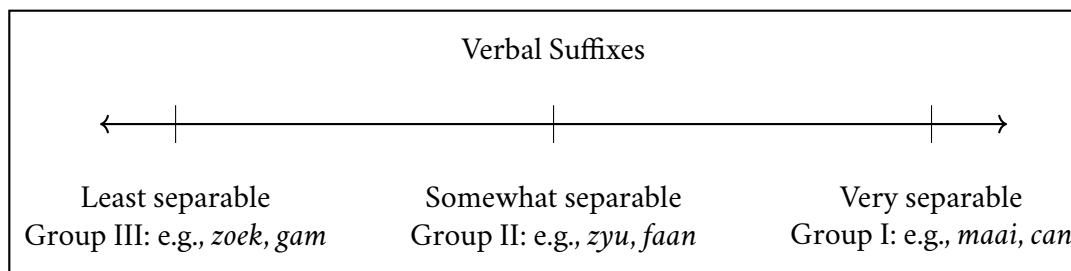 Verbal Suffixes
Least separable Somewhat separable Very separable
Group III: e.g., zoek, gam Group II: e.g., zyu, faan Group I: e.g., maai, can